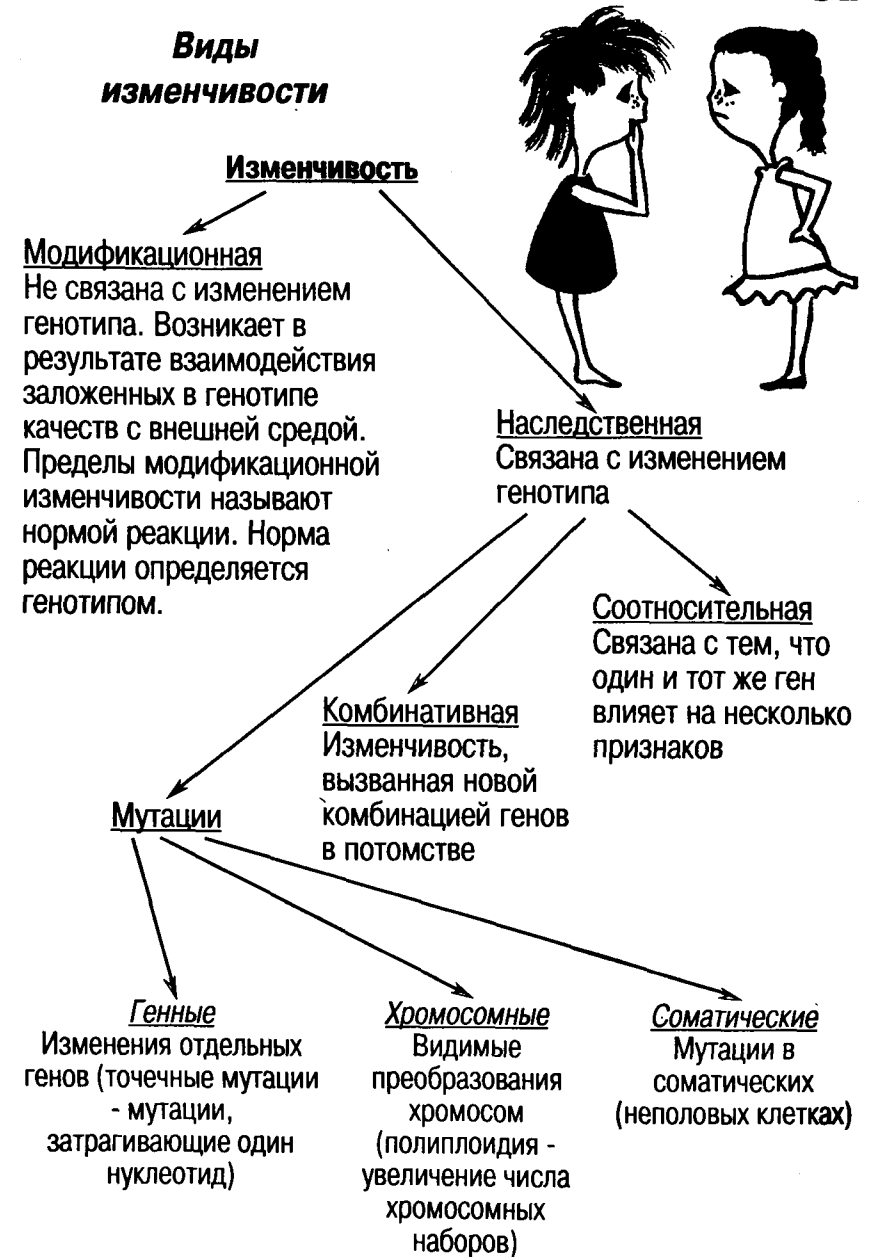 Виды
изменчивости
Изменчивость
Модификационная
Не связана с изменением
генотипа. Возникает в
результате взаимодействия
заложенных в генотипе
качеств с внешней средой.
Пределы модификационной
изменчивости называют
нормой реакции. Норма
реакции определяется
генотипом.
Наследственная
Связана с изменением
генотипа
Соотносительная
Связана с тем, что
один и тот же ген
влияет на несколько
признаков
Комбинативная
Изменчивость,
вызванная новой
комбинацией генов
в потомстве
Мутации
Генные
Изменения отдельных
генов (точечные мутации
- мутации,
затрагивающие один
нуклеотид)
Хромосомные
Видимые
преобразования
хромосом
(полиплоидия -
увеличение числа
хромосомных
наборов)
Соматические
Мутации в
соматических
(неполовых клетках)